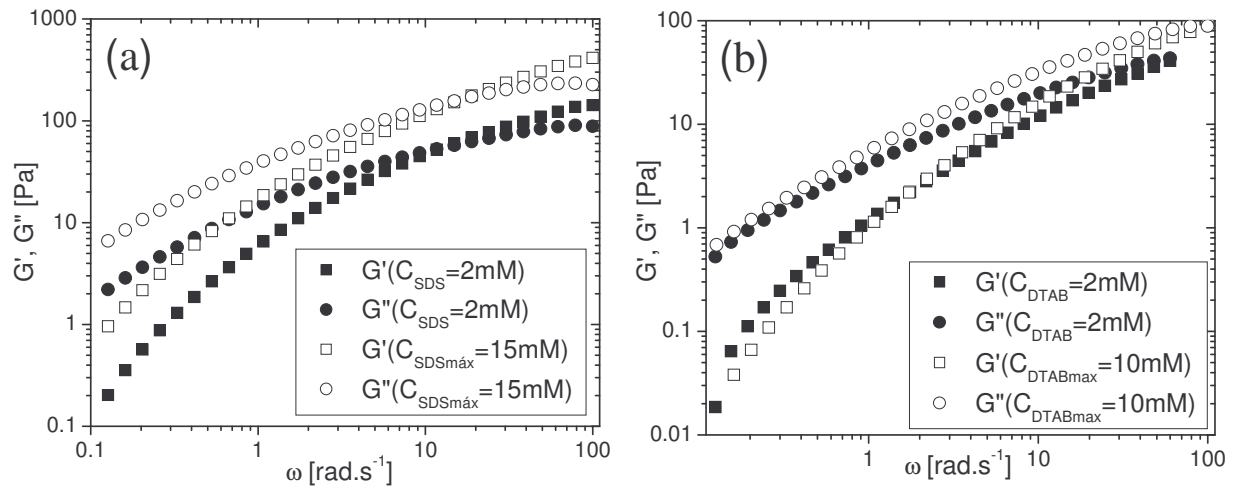 (a)
1000
100
10
1
0.1
G', G" [Pa]
0.1
1
10
100
ω [rad.s⁻¹]
G'(C_SDS=2mM)
G"(C_SDS=2mM)
G'(C_SDSmáx=15mM)
G"(C_SDSmáx=15mM)
(b)
100
10
1
0.1
0.01
G', G" [Pa]
1
10
100
ω [rad.s⁻¹]
G'(C_DTAB=2mM)
G"(C_DTAB=2mM)
G'(C_DTABmax=10mM)
G"(C_DTABmax=10mM)